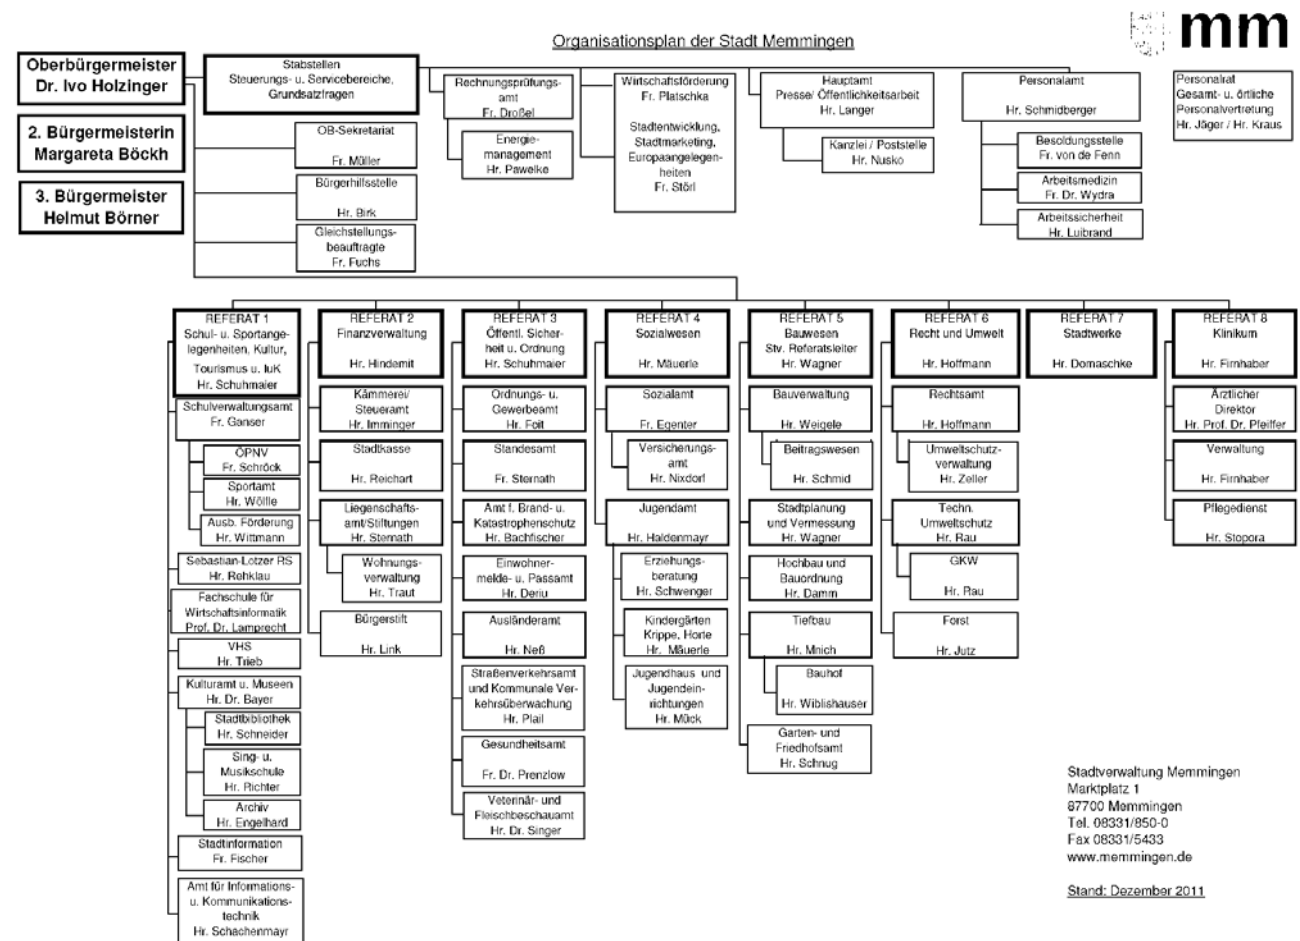 Organisationsplan der Stadt Memmingen
mm
Oberbürgermeister
Dr. Ivo Holzinger
2. Bürgermeisterin
Margareta Böckh
3. Bürgermeister
Helmut Börner
Stabstellen
Steuerungs- u. Servicebereiche,
Grundsatzfragen
OB-Sekretariat
Fr. Müller
Bürgerhilfsstelle
Hr. Birk
Gleichstellungs-
beauftragte
Fr. Fuchs
Rechnungsprüfungs-
amt
Fr. Droßel
Energie-
management
Hr. Pawelke
Wirtschaftsförderung
Fr. Platschka
Stadtentwicklung,
Stadtmarketing,
Europaangelegen-
heiten
Fr. Störl
Hauptamt
Presse/ Öffentlichkeitsarbeit
Hr. Langer
Kanzlei / Poststelle
Hr. Nusko
Personalamt
Hr. Schmidberger
Besoldungsstelle
Fr. von de Fenn
Arbeitsmedizin
Fr. Dr. Wydra
Arbeitssicherheit
Hr. Luibrand
Personalrat
Gesamt- u. örtliche
Personalvertretung
Hr. Jäger / Hr. Kraus
REFERAT 1
Schul- u. Sportange-
legenheiten, Kultur,
Tourismus u. IuK
Hr. Schuhmaier
Schulverwaltungsamt
Fr. Ganser
ÖPNV
Fr. Schröck
Sportamt
Hr. Wölfle
Ausb. Förderung
Hr. Wittmann
Sebastian-Lotzer RS
Hr. Rehklau
Fachschule für
Wirtschaftsinformatik
Prof. Dr. Lamprecht
VHS
Hr. Trieb
Kulturamt u. Museen
Hr. Dr. Bayer
Stadtbibliothek
Hr. Schneider
Sing- u.
Musikschule
Hr. Richter
Archiv
Hr. Engelhard
Stadtinformation
Fr. Fischer
Amt für Informations-
u. Kommunikations-
technik
Hr. Schachenmayr
REFERAT 2
Finanzverwaltung
Hr. Hindemit
Kämmerei/
Steueramt
Hr. Imminger
Stadtkasse
Hr. Reichart
Liegenschafts-
amt/Stiftungen
Hr. Sternath
Wohnungs-
verwaltung
Hr. Traut
Bürgerstift
Hr. Link
REFERAT 3
Öffentl. Sicher-
heit u. Ordnung
Hr. Schuhmaier
Ordnungs- u.
Gewerbeamt
Hr. Foit
Standesamt
Fr. Sternath
Amt f. Brand- u.
Katastrophenschutz
Hr. Bachfischer
Einwohner-
melde- u. Passamt
Hr. Deriu
Ausländeramt
Hr. Neß
Straßenverkehrsamt
und Kommunale Ver-
kehrsüberwachung
Hr. Plail
Gesundheitsamt
Fr. Dr. Prenzlow
Veterinär- und
Fleischbeschauamt
Hr. Dr. Singer
REFERAT 4
Sozialwesen
Hr. Mäuerle
Sozialamt
Fr. Egenter
Versicherungs-
amt
Hr. Nixdorf
Jugendamt
Hr. Haldenmayr
Erziehungs-
beratung
Hr. Schwenger
Kindergärten
Krippe, Horte
Hr. Mäuerle
Jugendhaus und
Jugendein-
richtungen
Hr. Mück
REFERAT 5
Bauwesen
Stv. Referatsleiter
Hr. Wagner
Bauverwaltung
Hr. Weigele
Beitragswesen
Hr. Schmid
Stadtplanung
und Vermessung
Hr. Wagner
Hochbau und
Bauordnung
Hr. Damm
Tiefbau
Hr. Mnich
Bauhof
Hr. Wiblishauser
Garten- und
Friedhofsamt
Hr. Schnug
REFERAT 6
Recht und Umwelt
Hr. Hoffmann
Rechtsamt
Hr. Hoffmann
Umweltschutz-
verwaltung
Hr. Zeller
Techn.
Umweltschutz
Hr. Rau
GKW
Hr. Rau
Forst
Hr. Jutz
REFERAT 7
Stadtwerke
Hr. Domaschke
REFERAT 8
Klinikum
Hr. Firnhaber
Ärztlicher
Direktor
Hr. Prof. Dr. Pfeiffer
Verwaltung
Hr. Firnhaber
Pflegedienst
Hr. Stopora
Stadtverwaltung Memmingen
Marktplatz 1
87700 Memmingen
Tel. 08331/850-0
Fax 08331/5433
www.memmingen.de
Stand: Dezember 2011